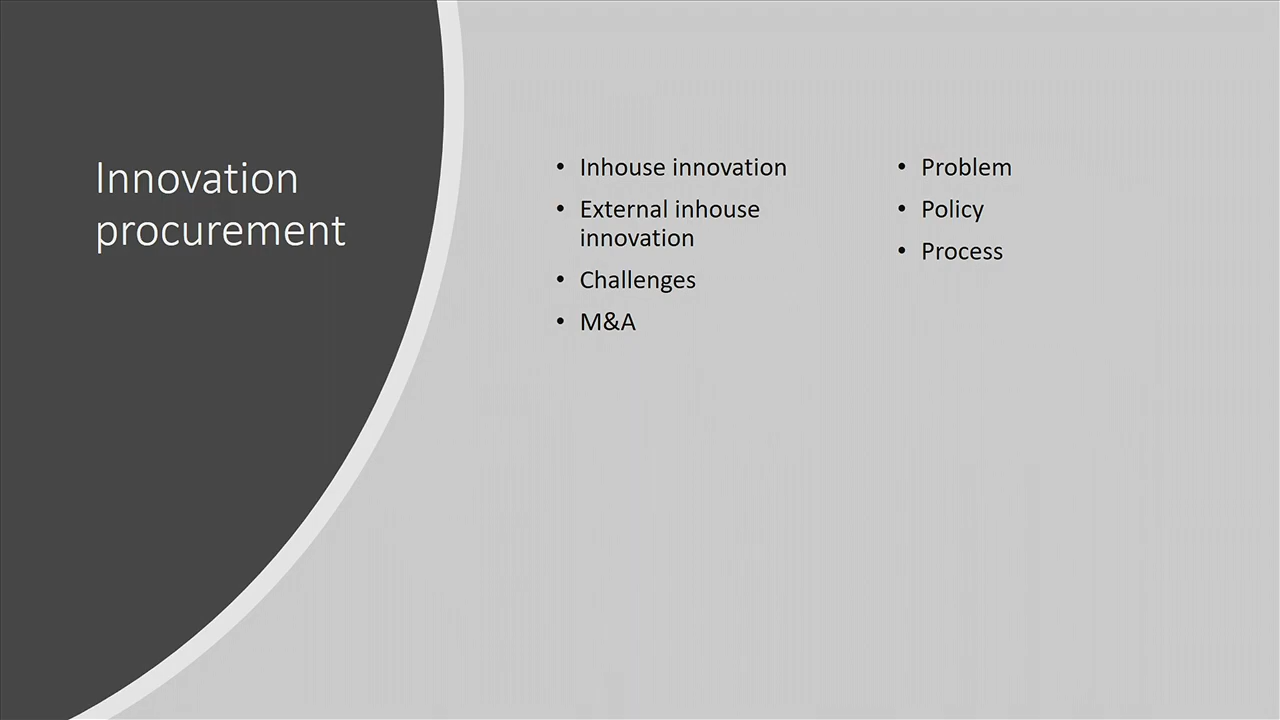 Innovation
procurement
• Inhouse innovation
• External inhouse
innovation
• Challenges
• M&A
• Problem
• Policy
• Process